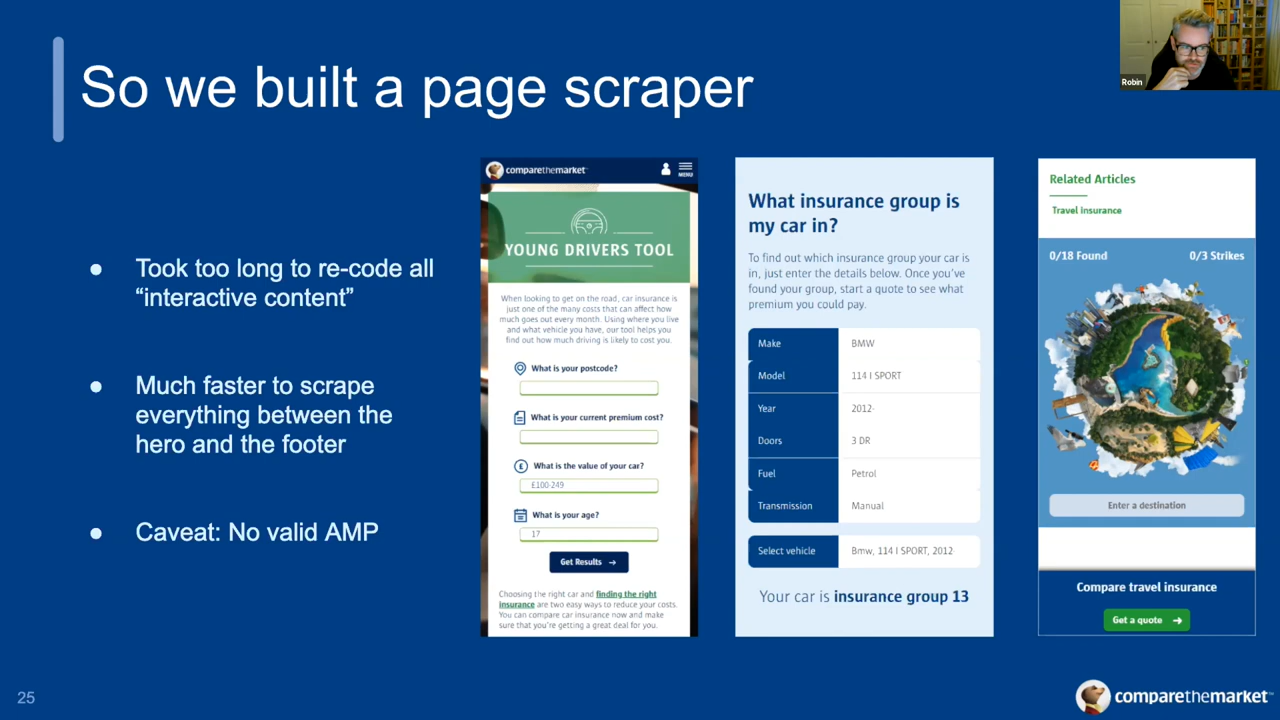 So we built a page scraper
Robin
● Took too long to re-code all
“interactive content”
● Much faster to scrape
everything between the
hero and the footer
● Caveat: No valid AMP
comparethemarket
MENU
YOUNG DRIVERS TOOL
When looking to get on the road, car insurance is
just one of the many costs that can affect how
much goes out every month. Using where you live
and what vehicle you have, our tool helps you
find out how much driving is likely to cost you.
What is your postcode?
What is your current premium cost?
£ What is the value of your car?
£100-249
What is your age?
17
Get Results →
Choosing the right car and finding the right
insurance are two easy ways to reduce your costs.
You can compare car insurance now and make
sure that you're getting a great deal for you.
What insurance group is
my car in?
To find out which insurance group your car is
in, just enter the details below. Once you've
found your group, start a quote to see what
premium you could pay.
Make BMW
Model 114 I SPORT
Year 2012-
Doors 3 DR
Fuel Petrol
Transmission Manual
Select vehicle Bmw, 114 I SPORT, 2012-
Your car is insurance group 13
Related Articles
Travel insurance
0/18 Found 0/3 Strikes
Enter a destination
Compare travel insurance
Get a quote →
25
comparethemarket™